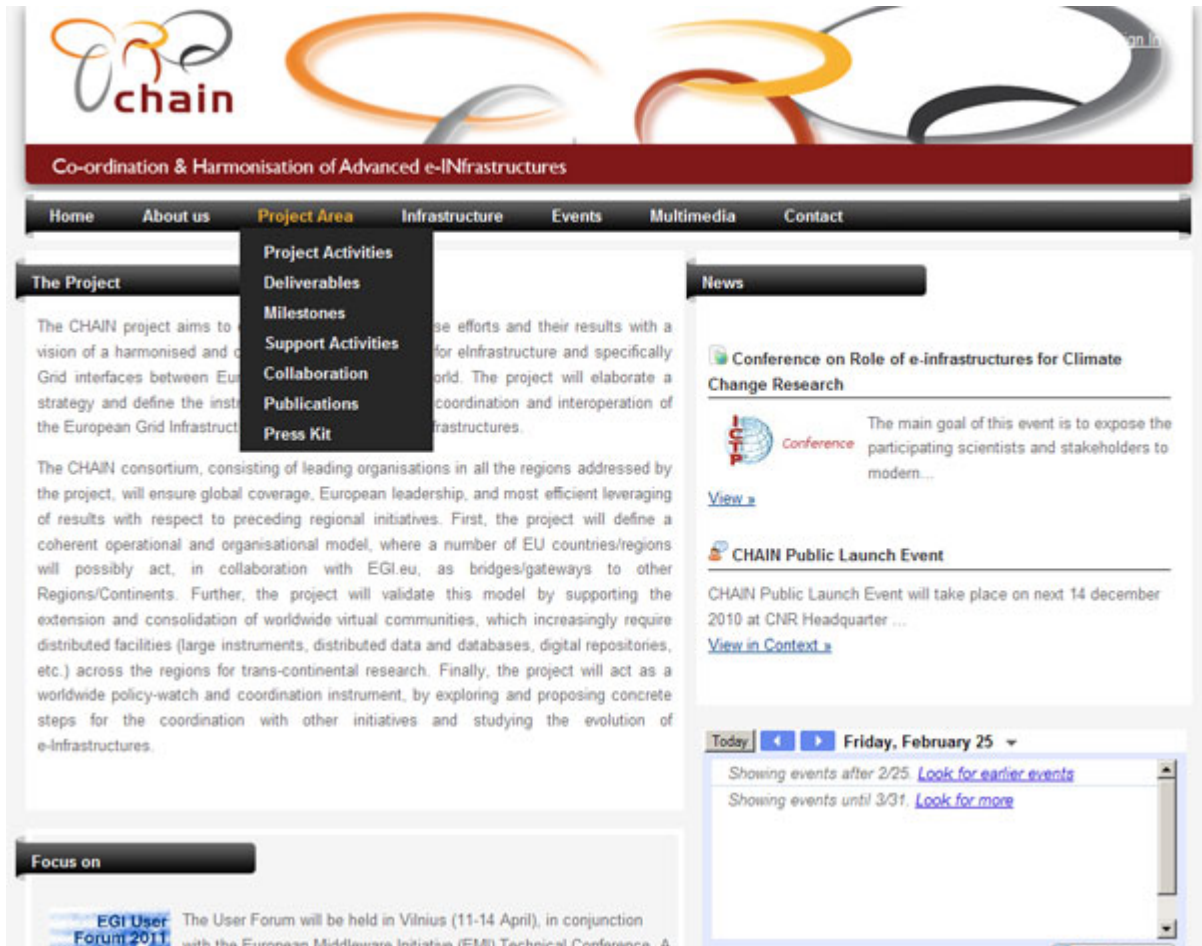 Sign In
chain
Co-ordination & Harmonisation of Advanced e-INfrastructures
Home About us Project Area Infrastructure Events Multimedia Contact
Project Activities
Deliverables
Milestones
Support Activities
Collaboration
Publications
Press Kit
The Project
The CHAIN project aims to se efforts and their results with a
vision of a harmonised and for eInfrastructure and specifically
Grid interfaces between Eur orld. The project will elaborate a
strategy and define the inst coordination and interoperation of
the European Grid Infrastruct frastructures.
The CHAIN consortium, consisting of leading organisations in all the regions addressed by
the project, will ensure global coverage, European leadership, and most efficient leveraging
of results with respect to preceding regional initiatives. First, the project will define a
coherent operational and organisational model, where a number of EU countries/regions
will possibly act, in collaboration with EGI.eu, as bridges/gateways to other
Regions/Continents. Further, the project will validate this model by supporting the
extension and consolidation of worldwide virtual communities, which increasingly require
distributed facilities (large instruments, distributed data and databases, digital repositories,
etc.) across the regions for trans-continental research. Finally, the project will act as a
worldwide policy-watch and coordination instrument, by exploring and proposing concrete
steps for the coordination with other initiatives and studying the evolution of
e-Infrastructures.
News
Conference on Role of e-infrastructures for Climate
Change Research
ICTP
Conference
The main goal of this event is to expose the
participating scientists and stakeholders to
modern...
View »
CHAIN Public Launch Event
CHAIN Public Launch Event will take place on next 14 december
2010 at CNR Headquarter ...
View in Context »
Today Friday, February 25
Showing events after 2/25. Look for earlier events
Showing events until 3/31. Look for more
Focus on
EGI User
Forum 2011
The User Forum will be held in Vilnius (11-14 April), in conjunction
with the European Middleware Initiative (EMI) Technical Conference. A